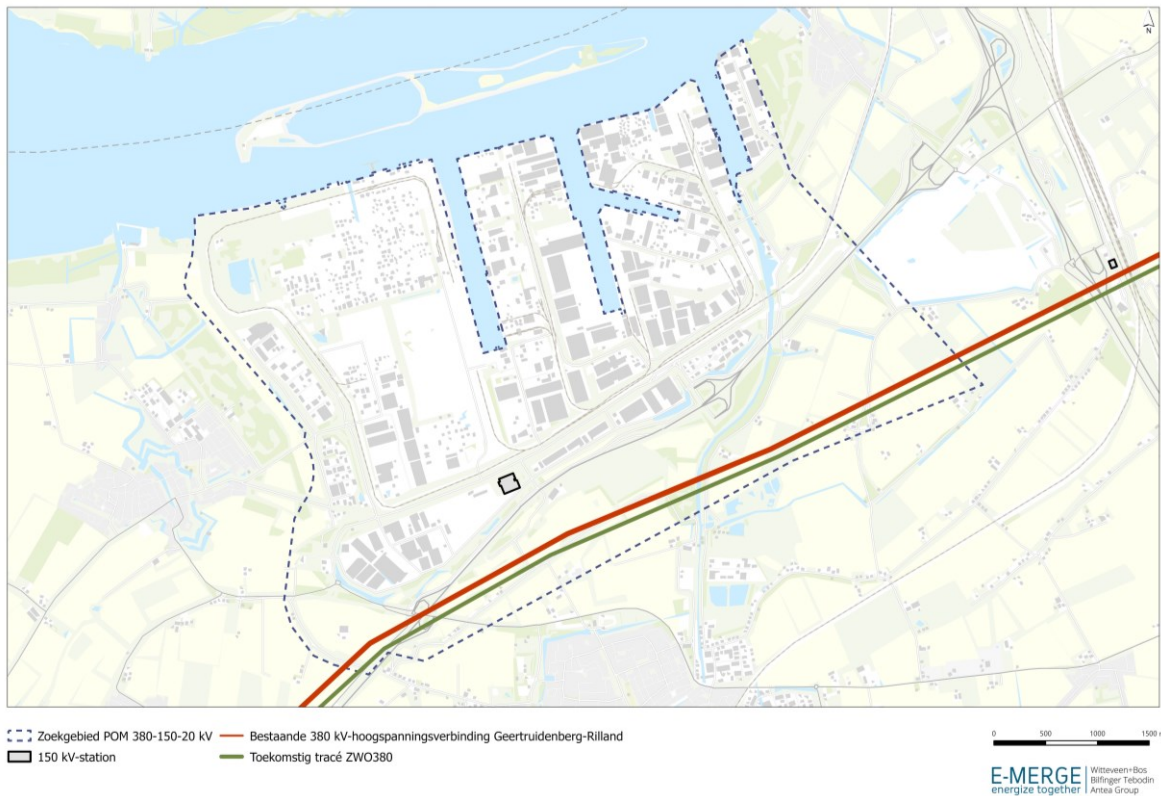 N
Zoekgebied POM 380-150-20 kV
Bestaande 380 kV-hoogspanningsverbinding Geertruidenberg-Rilland
150 kV-station
Toekomstig tracé ZWO380
0 500 1000 1500
E-MERGE
energize together
Witteveen+Bos
Bilfinger Tebodin
Antea Group